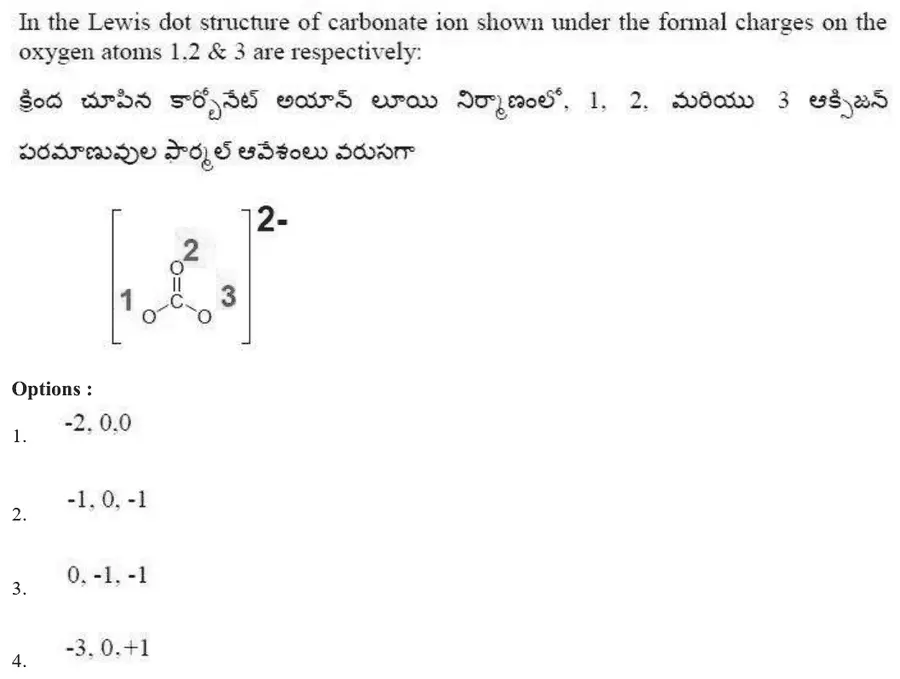 In the Lewis dot structure of carbonate ion shown under the formal charges on the
oxygen atoms 1,2 & 3 are respectively:
క్రింద చూపిన కార్బోనేట్ అయాన్ లూయి నిర్మాణంలో, 1, 2, మరియు 3 ఆక్సిజన్
పరమాణువుల ఫార్మల్ ఆవేశంలు వరుసగా
2-
2
O
1 C 3
O O
Options :
1. -2, 0,0
2. -1, 0, -1
3. 0, -1, -1
4. -3, 0,+1